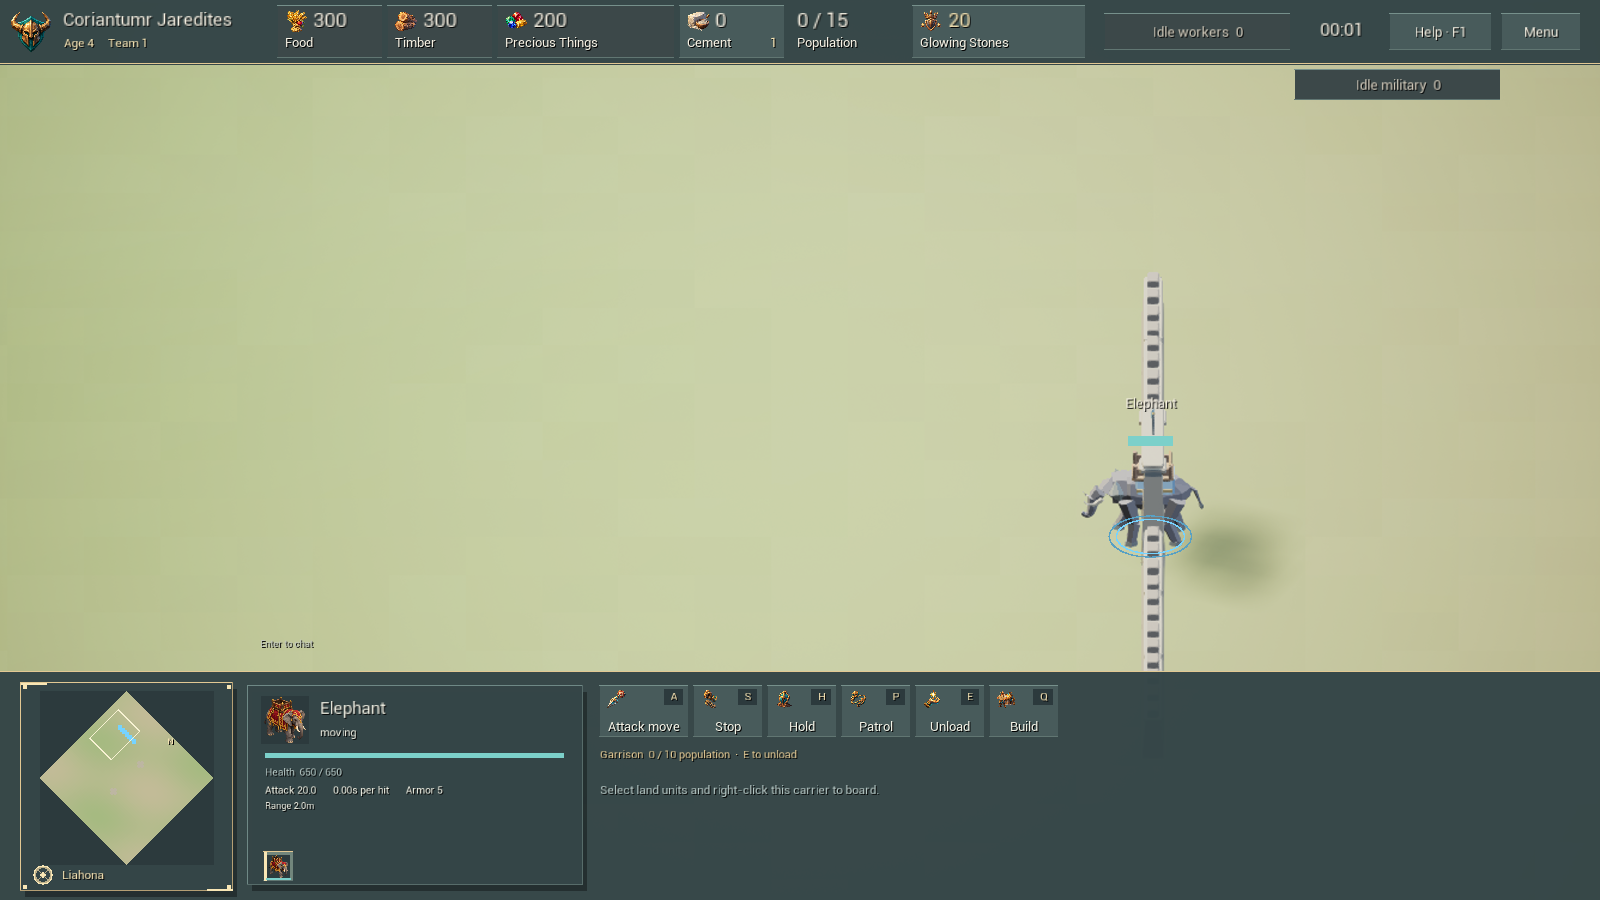 Coriantumr Jaredites
Age 4 Team 1
300
Food
300
Timber
200
Precious Things
0
Cement 1
0 / 15
Population
20
Glowing Stones
Idle workers 0
00:01
Help · F1
Menu
Idle military 0
Elephant
Enter to chat
N
Liahona
Elephant
moving
Health 650 / 650
Attack 20.0 0.00s per hit Armor 5
Range 2.0m
A
Attack move
S
Stop
H
Hold
P
Patrol
E
Unload
Q
Build
Garrison 0 / 10 population · E to unload
Select land units and right-click this carrier to board.